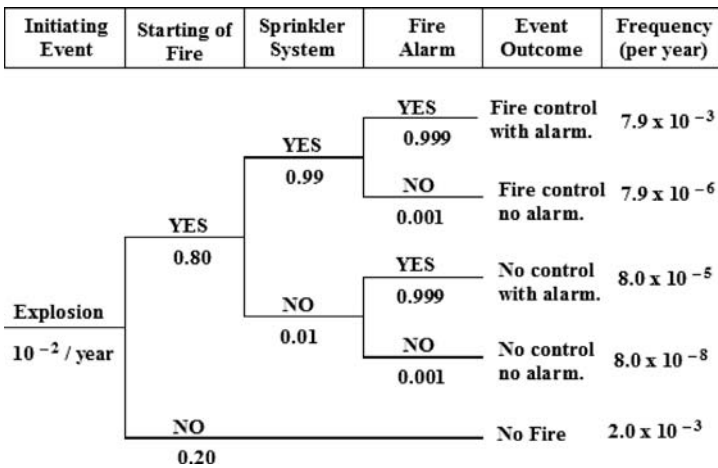 Initiating Event
Starting of Fire
Sprinkler System
Fire Alarm
Event Outcome
Frequency (per year)
YES
0.999
Fire control
with alarm.
7.9 x 10 −3
YES
0.99
NO
0.001
Fire control
no alarm.
7.9 x 10 −6
YES
0.80
YES
0.999
No control
with alarm.
8.0 x 10 −5
Explosion
10 −2 / year
NO
0.01
NO
0.001
No control
no alarm.
8.0 x 10 −8
NO
0.20
No Fire
2.0 x 10 −3